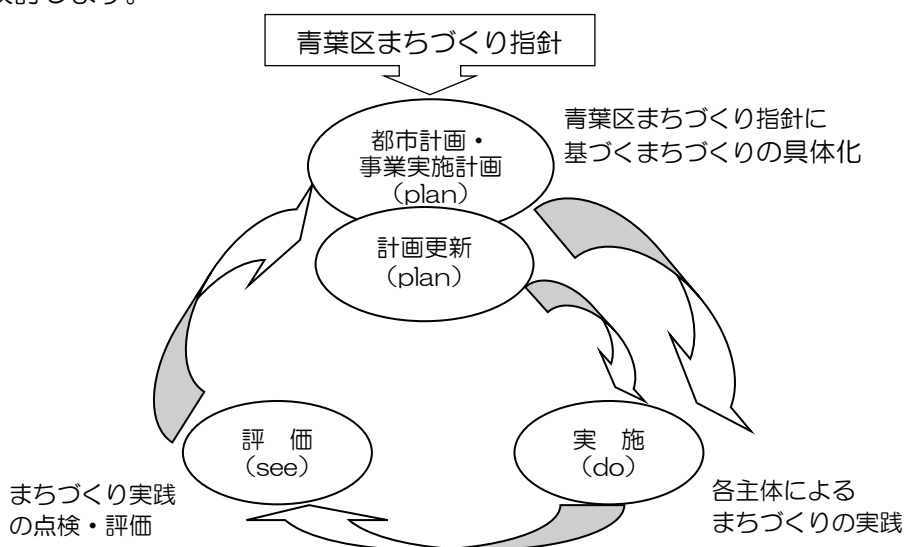 青葉区まちづくり指針
都市計画・
事業実施計画
(plan)
青葉区まちづくり指針に
基づくまちづくりの具体化
計画更新
(plan)
評 価
(see)
実 施
(do)
まちづくり実践
の点検・評価
各主体による
まちづくりの実践